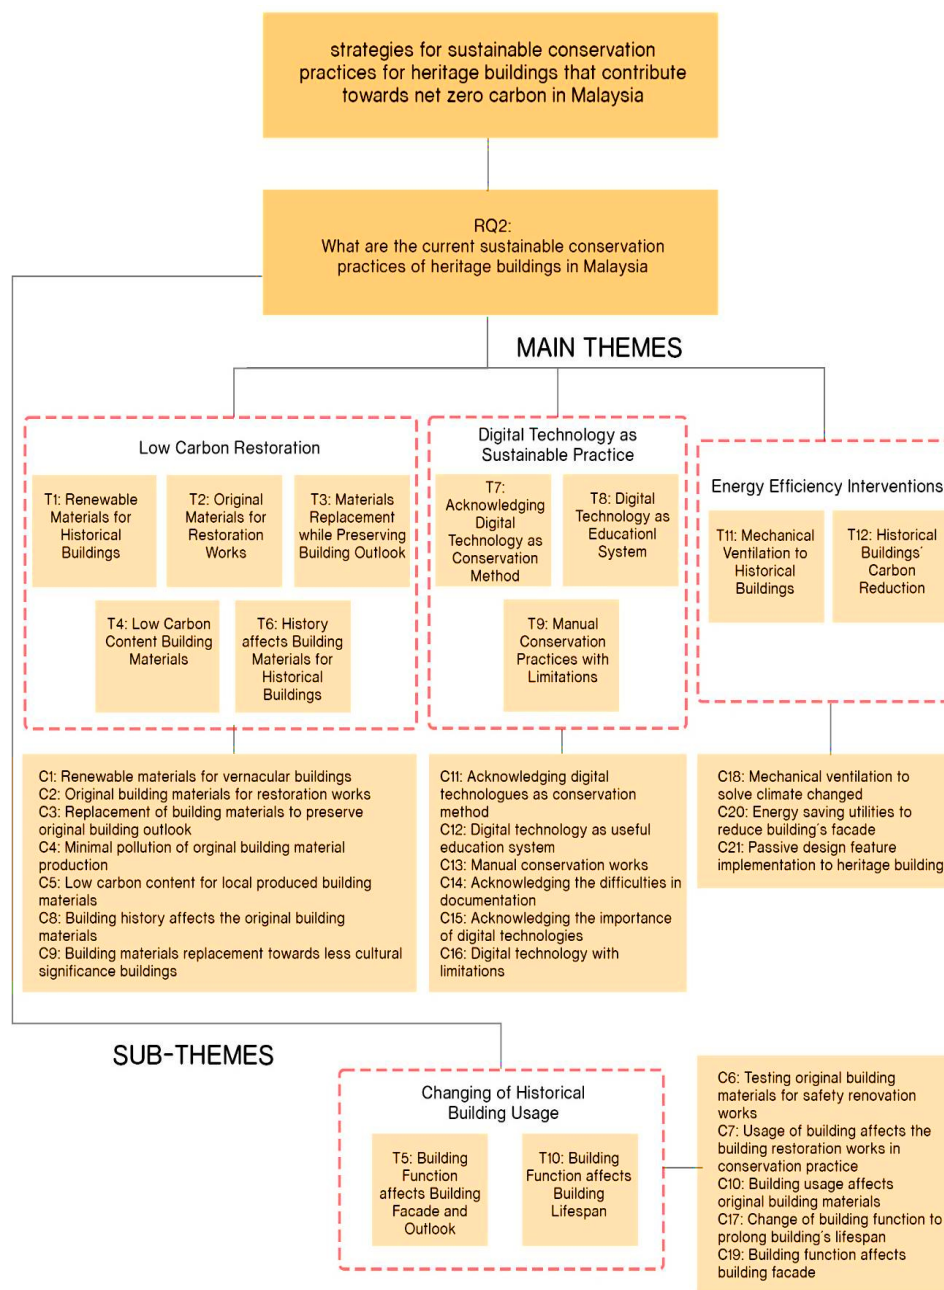 strategies for sustainable conservation
practices for heritage buildings that contribute
towards net zero carbon in Malaysia
RQ2:
What are the current sustainable conservation
practices of heritage buildings in Malaysia
MAIN THEMES
Low Carbon Restoration
T1: Renewable
Materials for
Historical
Buildings
T2: Original
Materials for
Restoration
Works
T3: Materials
Replacement
while Preserving
Building Outlook
T4: Low Carbon
Content Building
Materials
T6: History
affects Building
Materials for
Historical
Buildings
Digital Technology as
Sustainable Practice
T7:
Acknowledging
Digital
Technology as
Conservation
Method
T8: Digital
Technology as
Educationl
System
T9: Manual
Conservation
Practices with
Limitations
Energy Efficiency Interventions
T11: Mechanical
Ventilation to
Historical
Buildings
T12: Historical
Buildings'
Carbon
Reduction
C1: Renewable materials for vernacular buildings
C2: Original building materials for restoration works
C3: Replacement of building materials to preserve
original building outlook
C4: Minimal pollution of orginal building material
production
C5: Low carbon content for local produced building
materials
C8: Building history affects the original building
materials
C9: Building materials replacement towards less cultural
significance buildings
C11: Acknowledging digital
technologues as conservation
method
C12: Digital technology as useful
education system
C13: Manual conservation works
C14: Acknowledging the difficulties in
documentation
C15: Acknowledging the importance
of digital technologies
C16: Digital technology with
limitations
C18: Mechanical ventilation to
solve climate changed
C20: Energy saving utilities to
reduce building's facade
C21: Passive design feature
implementation to heritage building
SUB-THEMES
Changing of Historical
Building Usage
T5: Building
Function
affects Building
Facade and
Outlook
T10: Building
Function affects
Building
Lifespan
C6: Testing original building
materials for safety renovation
works
C7: Usage of building affects the
building restoration works in
conservation practice
C10: Building usage affects
original building materials
C17: Change of building function to
prolong building's lifespan
C19: Building function affects
building facade